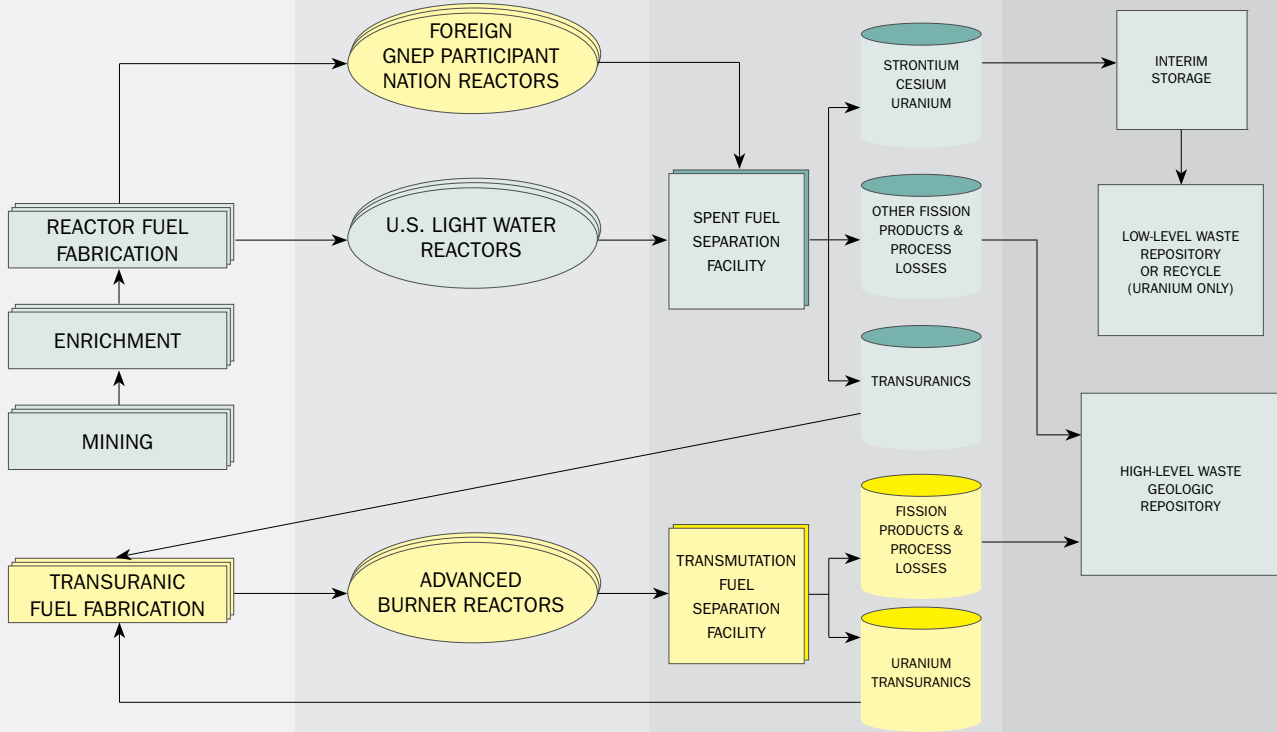 FOREIGN
GNEP PARTICIPANT
NATION REACTORS
STRONTIUM
CESIUM
URANIUM
INTERIM
STORAGE
REACTOR FUEL
FABRICATION
U.S. LIGHT WATER
REACTORS
SPENT FUEL
SEPARATION
FACILITY
OTHER FISSION
PRODUCTS &
PROCESS
LOSSES
LOW-LEVEL WASTE
REPOSITORY
OR RECYCLE
(URANIUM ONLY)
ENRICHMENT
TRANSURANICS
MINING
HIGH-LEVEL WASTE
GEOLOGIC
REPOSITORY
TRANSURANIC
FUEL FABRICATION
ADVANCED
BURNER REACTORS
TRANSMUTATION
FUEL
SEPARATION
FACILITY
FISSION
PRODUCTS &
PROCESS
LOSSES
URANIUM
TRANSURANICS